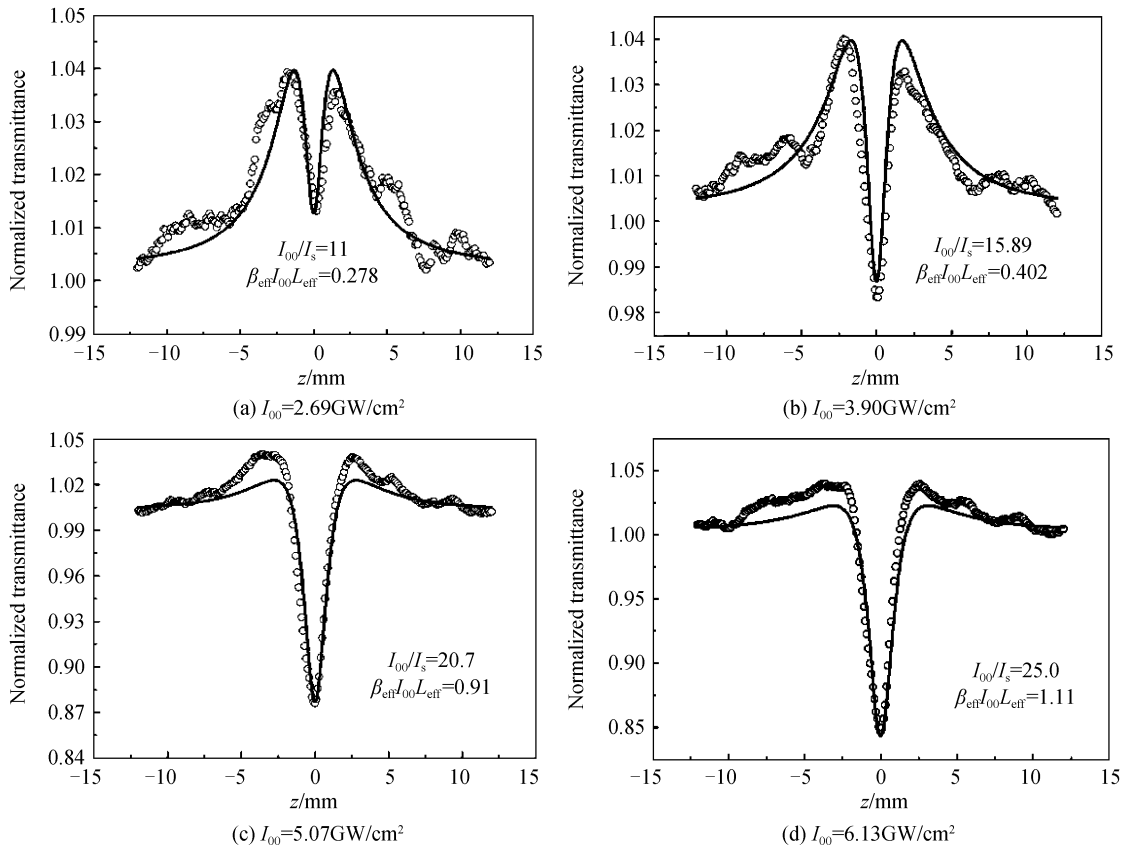 1.05
1.04
1.03
1.02
1.01
1.00
0.99
Normalized transmittance
I₀₀/Iₛ=11
βeffI₀₀Leff=0.278
−15 −10 −5 0 5 10 15
z/mm
(a) I₀₀=2.69GW/cm²
1.04
1.03
1.02
1.01
1.00
0.99
0.98
Normalized transmittance
I₀₀/Iₛ=15.89
βeffI₀₀Leff=0.402
−15 −10 −5 0 5 10 15
z/mm
(b) I₀₀=3.90GW/cm²
1.05
1.02
0.99
0.96
0.93
0.90
0.87
0.84
Normalized transmittance
I₀₀/Iₛ=20.7
βeffI₀₀Leff=0.91
−15 −10 −5 0 5 10 15
z/mm
(c) I₀₀=5.07GW/cm²
1.05
1.00
0.95
0.90
0.85
Normalized transmittance
I₀₀/Iₛ=25.0
βeffI₀₀Leff=1.11
−15 −10 −5 0 5 10 15
z/mm
(d) I₀₀=6.13GW/cm²